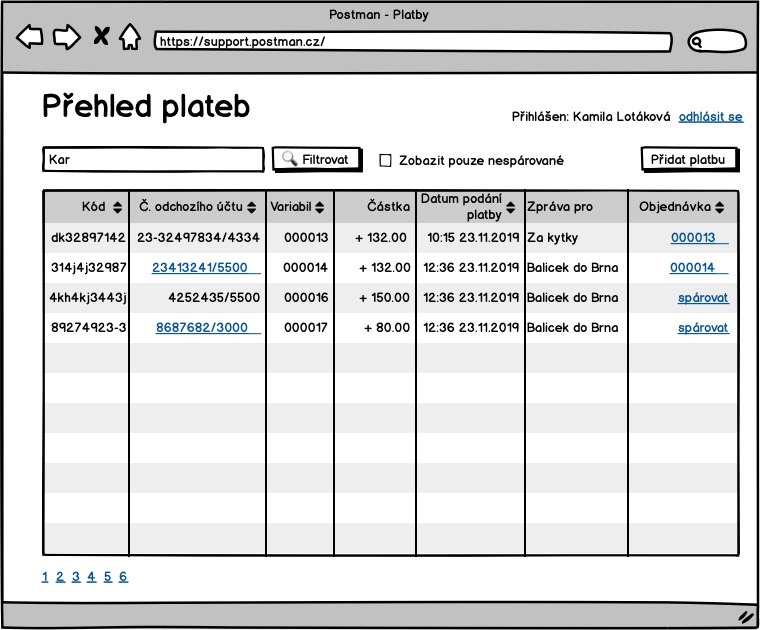 Postman - Platby
https://support.postman.cz/
Přehled plateb
Přihlášen: Kamila Lotáková odhlásit se
Kar Filtrovat Zobazit pouze nespárované Přidat platbu
Kód Č. odchozího účtu Variabil Částka Datum podání platby Zpráva pro Objednávka
dk32897142 23-32497834/4334 000013 + 132.00 10:15 23.11.2019 Za kytky 000013
314j4j32987 23413241/5500 000014 + 132.00 12:36 23.11.2019 Balicek do Brna 000014
4kh4kj3443j 4252435/5500 000016 + 150.00 12:36 23.11.2019 Balicek do Brna spárovat
89274923-3 8687682/3000 000017 + 80.00 12:36 23.11.2019 Balicek do Brna spárovat
1 2 3 4 5 6